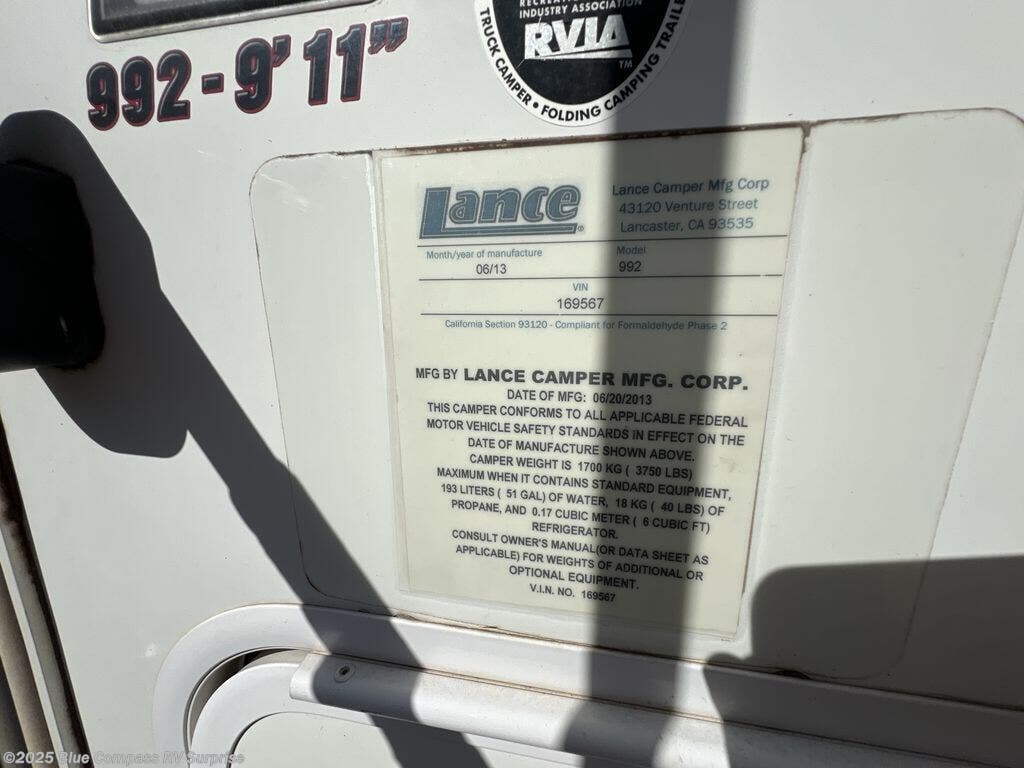 992 - 9' 11"
RECREATION
INDUSTRY ASSOCIATION
RVIA
TM
TRUCK CAMPER • FOLDING CAMPING TRAILE
Lance®
Lance Camper Mfg Corp
43120 Venture Street
Lancaster, CA 93535
Month/year of manufacture
06/13
Model
992
VIN
169567
California Section 93120 - Compliant for Formaldehyde Phase 2
MFG BY LANCE CAMPER MFG. CORP.
DATE OF MFG: 06/20/2013
THIS CAMPER CONFORMS TO ALL APPLICABLE FEDERAL
MOTOR VEHICLE SAFETY STANDARDS IN EFFECT ON THE
DATE OF MANUFACTURE SHOWN ABOVE.
CAMPER WEIGHT IS 1700 KG ( 3750 LBS)
MAXIMUM WHEN IT CONTAINS STANDARD EQUIPMENT,
193 LITERS ( 51 GAL) OF WATER, 18 KG ( 40 LBS) OF
PROPANE, AND 0.17 CUBIC METER ( 6 CUBIC FT)
REFRIGERATOR.
CONSULT OWNER'S MANUAL(OR DATA SHEET AS
APPLICABLE) FOR WEIGHTS OF ADDITIONAL OR
OPTIONAL EQUIPMENT.
V.I.N. NO. 169567
©2025 Blue Compass RV Surprise